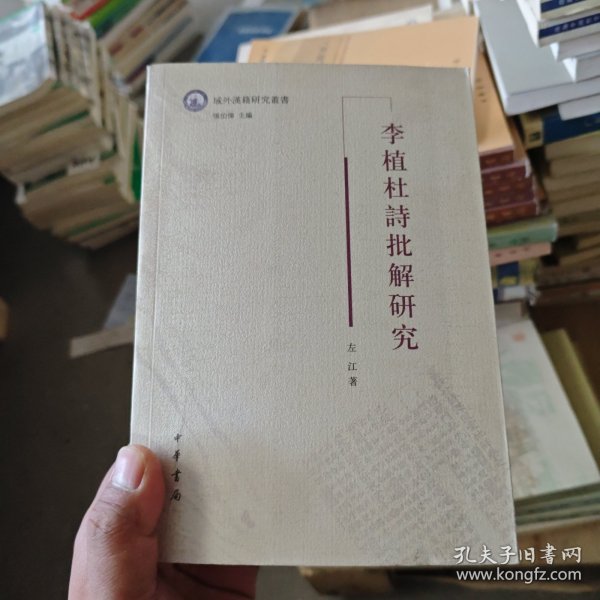 域外漢籍研究叢書
張伯偉 主編
李植杜詩批解研究
左江著
中華書局
孔夫子旧书网
www.kongfz.com